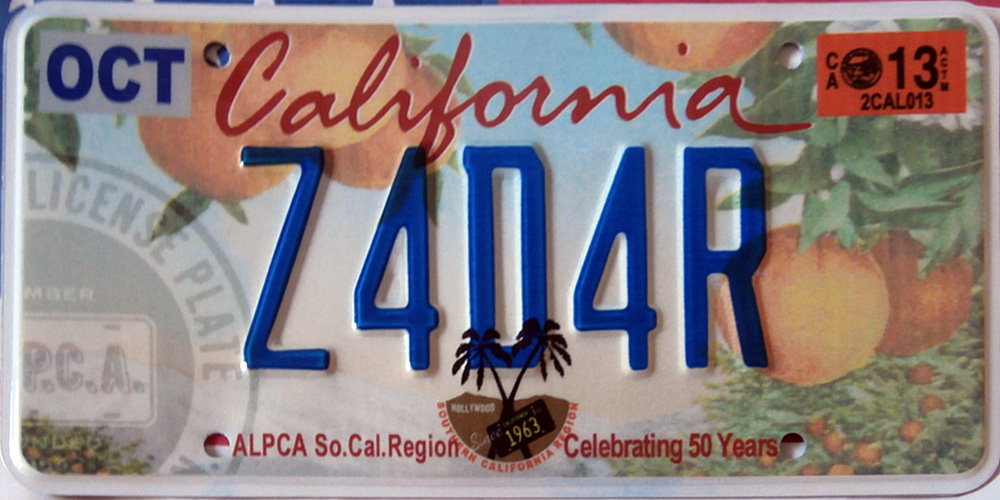 OCT
California
CA
13
ACTM
2CAL013
Z4D4R
LICENSE PLATE
MBER
P.C.A.
HOLLYWOOD
Since
1963
SOUTHERN CALIFORNIA REGION
ALPCA So.Cal.Region
Celebrating 50 Years